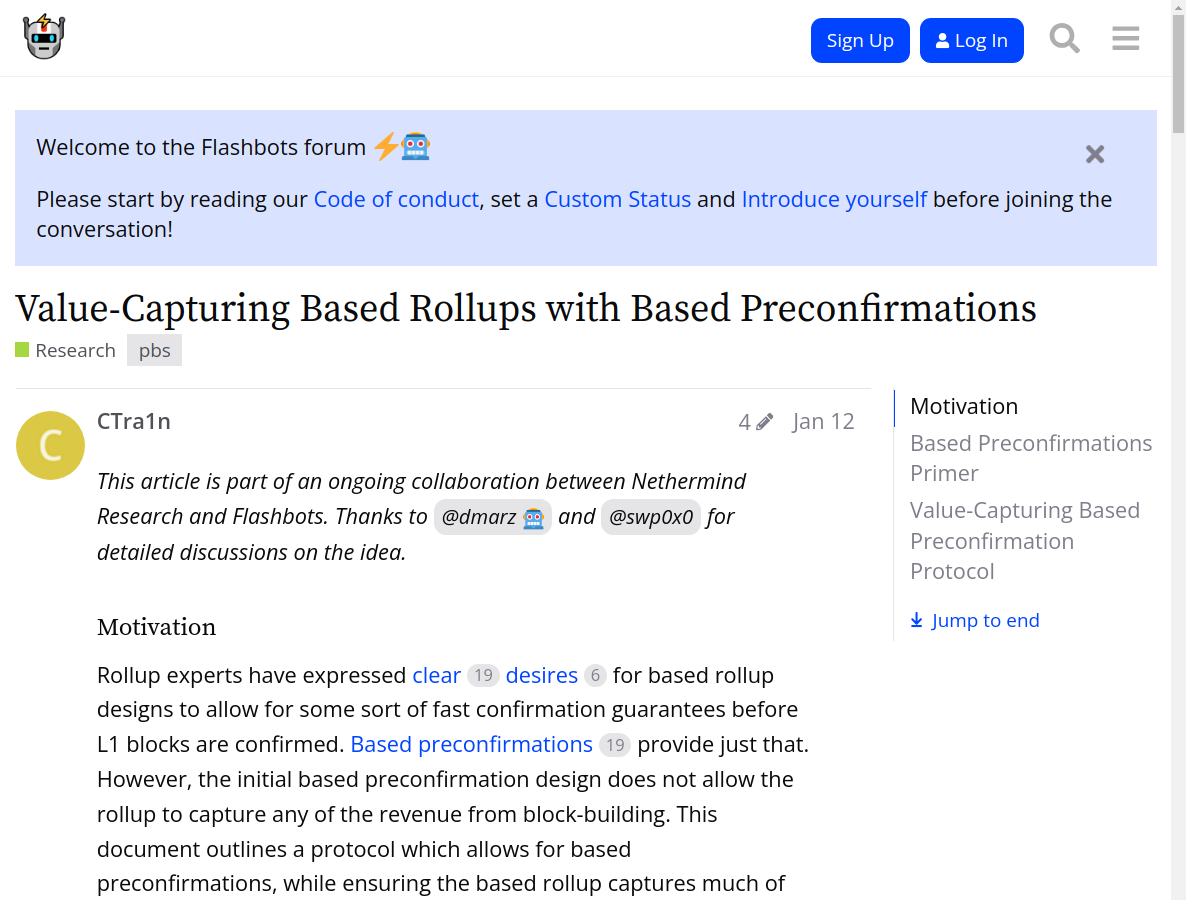 Sign Up
Log In
Welcome to the Flashbots forum
Please start by reading our Code of conduct, set a Custom Status and Introduce yourself before joining the
conversation!
Value-Capturing Based Rollups with Based Preconfirmations
Research pbs
C
CTra1n 4 Jan 12
This article is part of an ongoing collaboration between Nethermind
Research and Flashbots. Thanks to @dmarz and @swp0x0 for
detailed discussions on the idea.
Motivation
Rollup experts have expressed clear 19 desires 6 for based rollup
designs to allow for some sort of fast confirmation guarantees before
L1 blocks are confirmed. Based preconfirmations 19 provide just that.
However, the initial based preconfirmation design does not allow the
rollup to capture any of the revenue from block-building. This
document outlines a protocol which allows for based
preconfirmations, while ensuring the based rollup captures much of
Motivation
Based Preconfirmations
Primer
Value-Capturing Based
Preconfirmation
Protocol
Jump to end